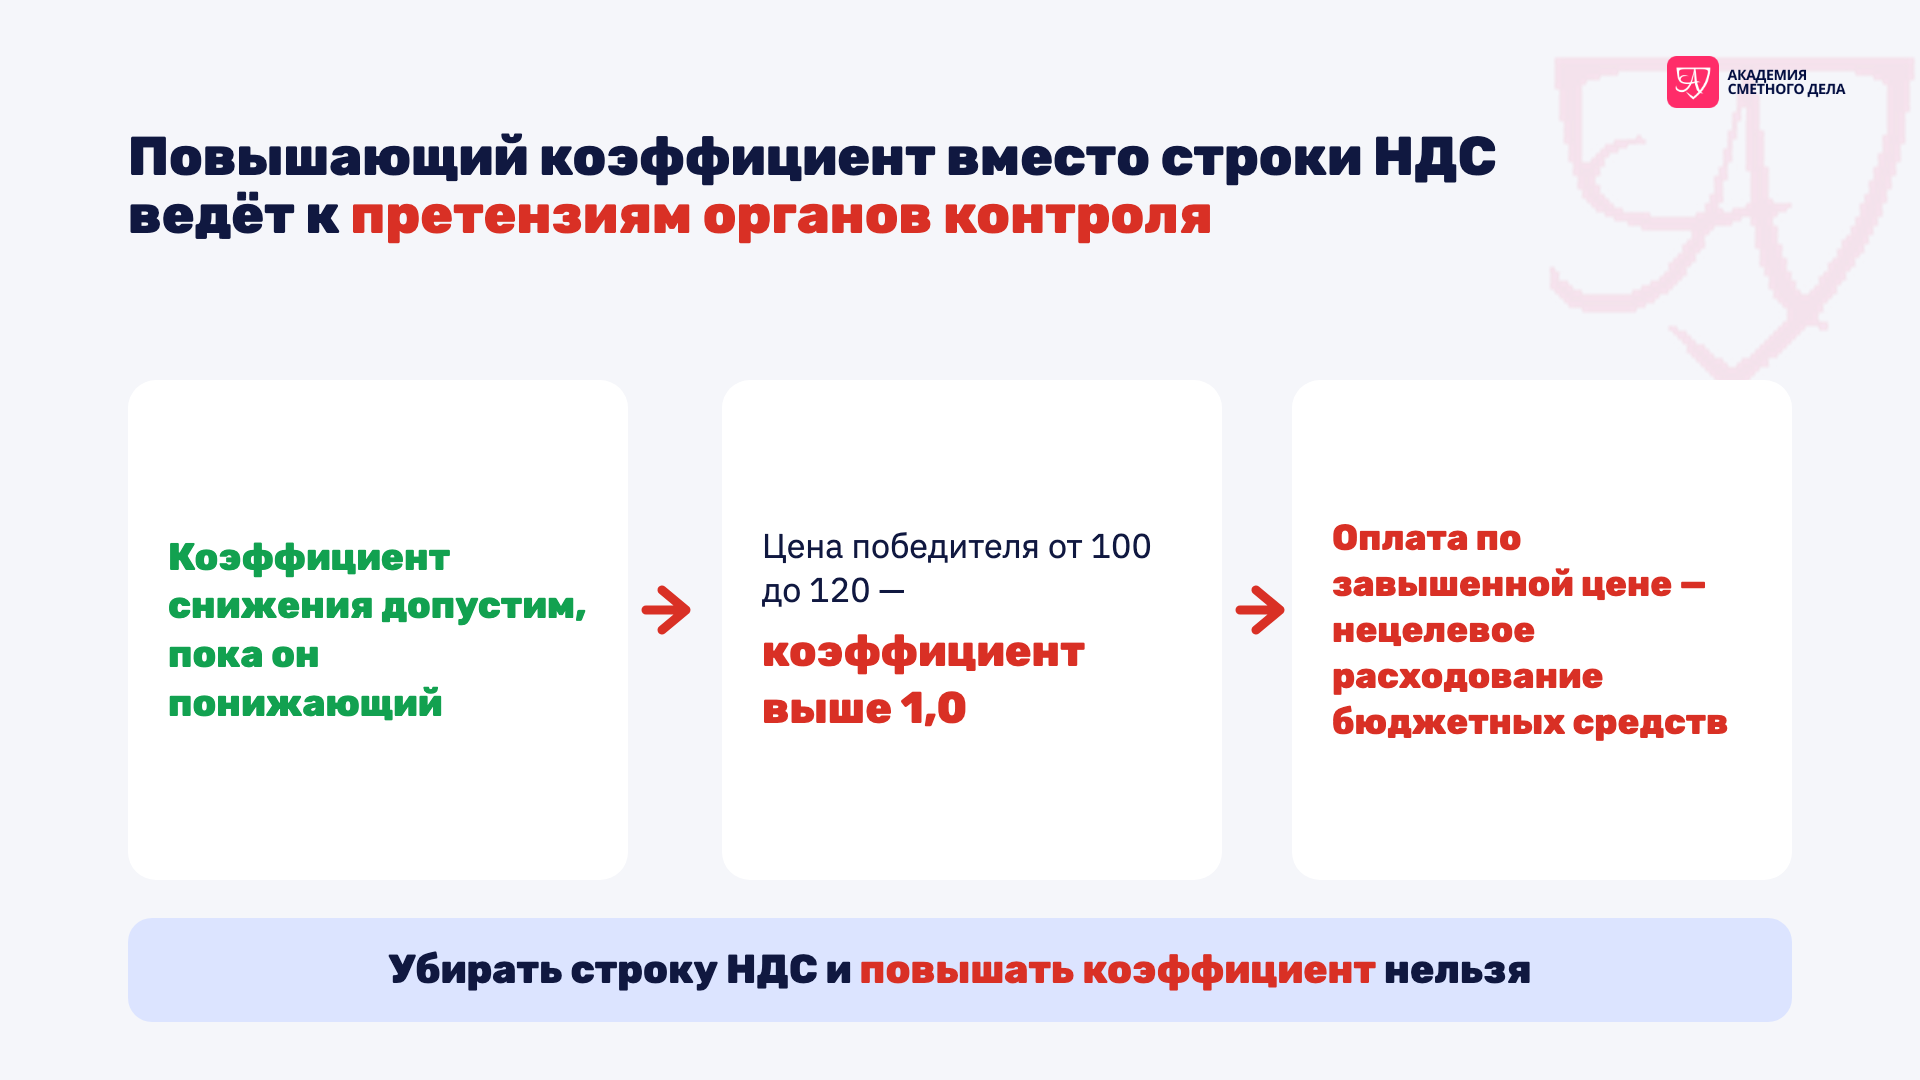 АКАДЕМИЯ
СМЕТНОГО ДЕЛА
Повышающий коэффициент вместо строки НДС
ведёт к претензиям органов контроля
Коэффициент
снижения допустим,
пока он
понижающий
Цена победителя от 100
до 120 —
коэффициент
выше 1,0
Оплата по
завышенной цене —
нецелевое
расходование
бюджетных средств
Убирать строку НДС и повышать коэффициент нельзя